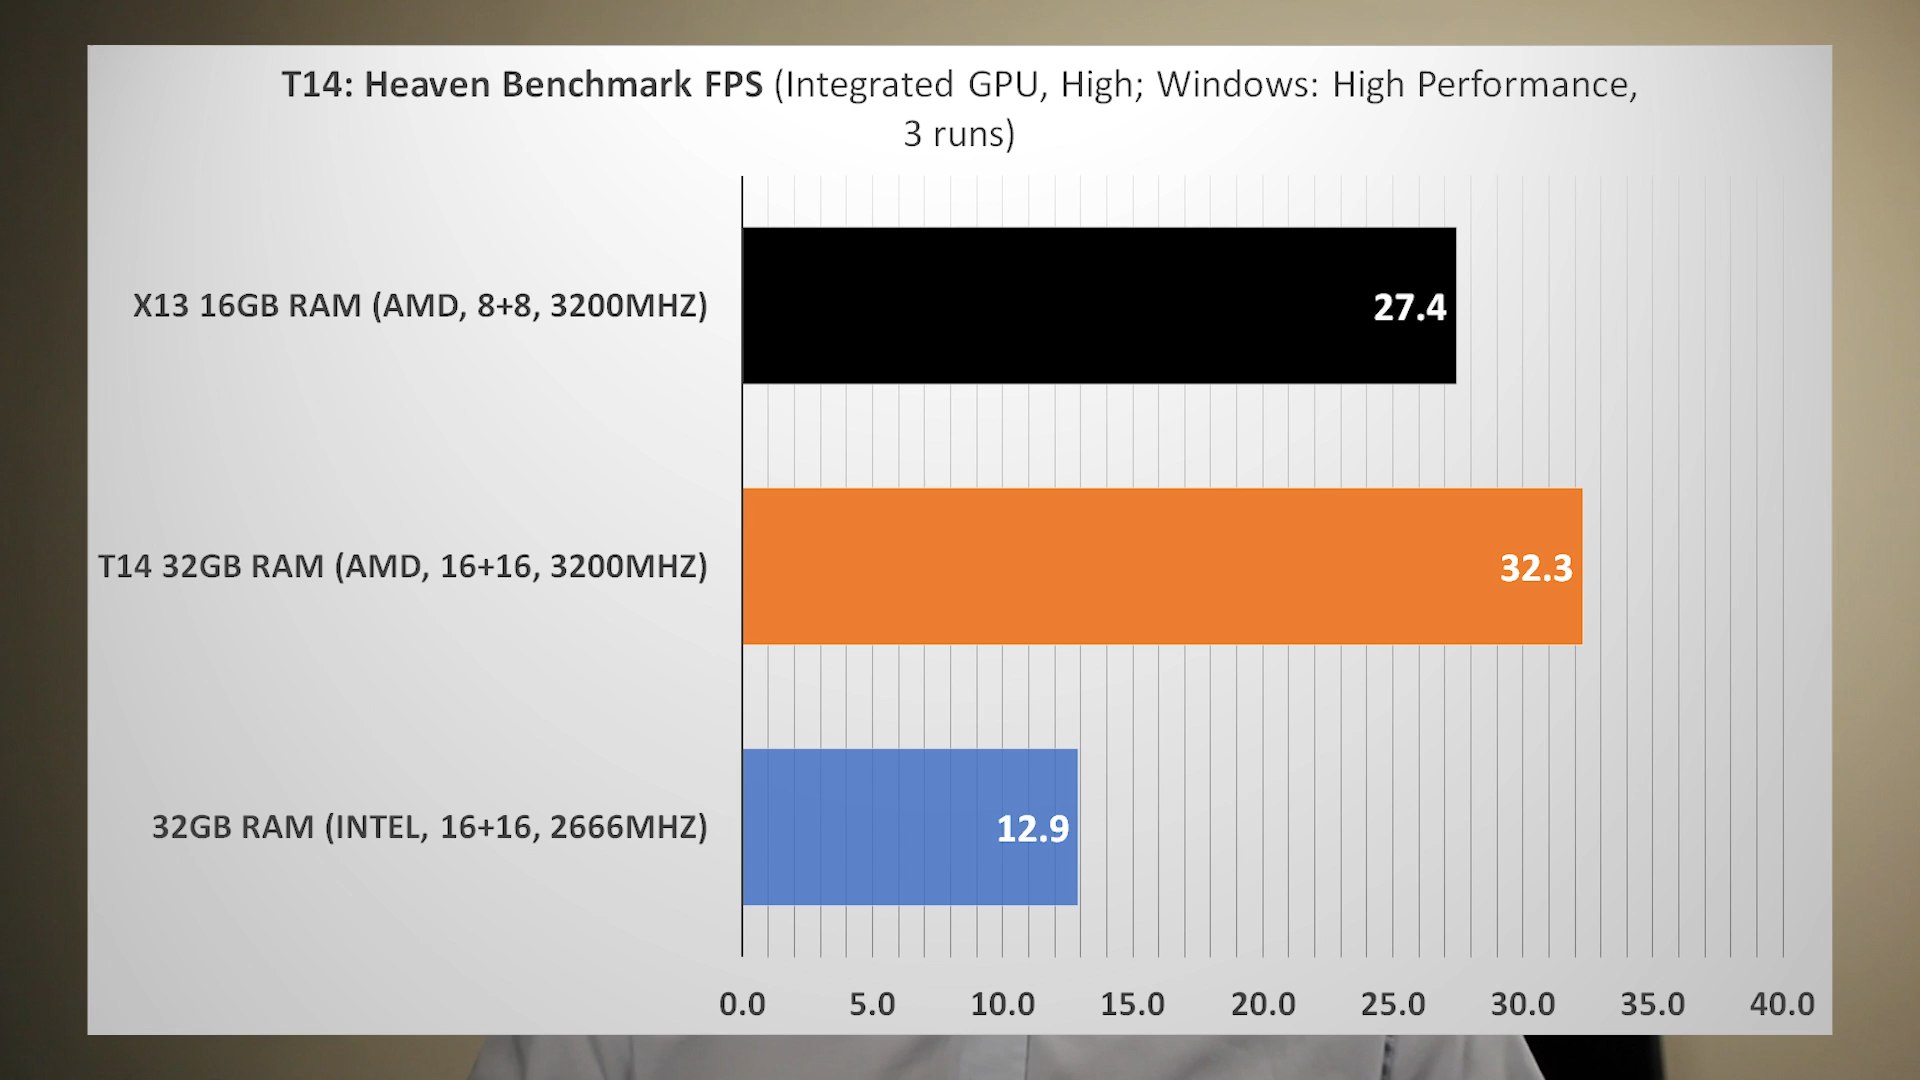 T14: Heaven Benchmark FPS (Integrated GPU, High; Windows: High Performance,
3 runs)
X13 16GB RAM (AMD, 8+8, 3200MHZ)
27.4
T14 32GB RAM (AMD, 16+16, 3200MHZ)
32.3
32GB RAM (INTEL, 16+16, 2666MHZ)
12.9
0.0 5.0 10.0 15.0 20.0 25.0 30.0 35.0 40.0